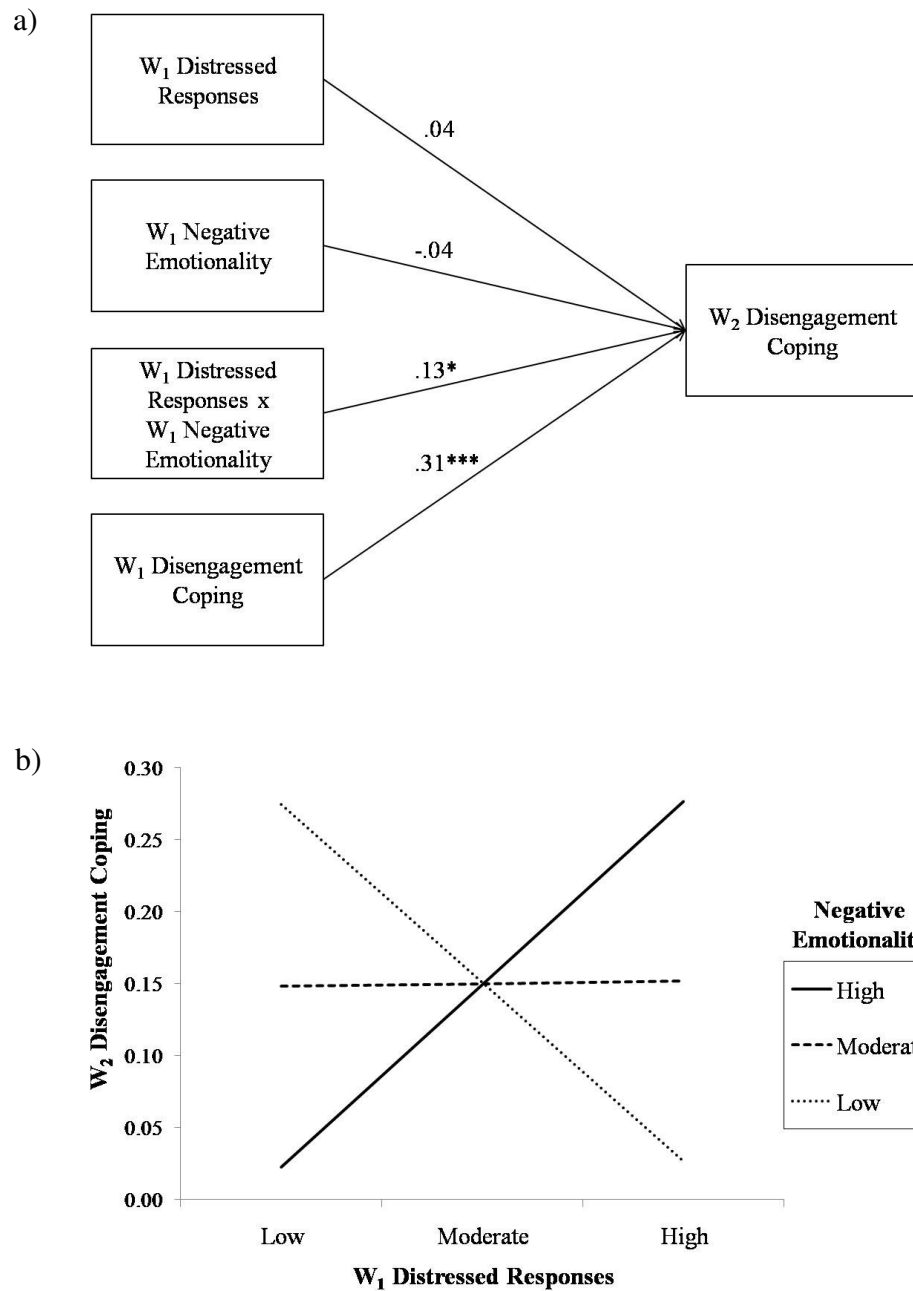 a)
W₁ Distressed
Responses
.04
W₁ Negative
Emotionality
-.04
W₂ Disengagement
Coping
W₁ Distressed
Responses x
W₁ Negative
Emotionality
.13*
.31***
W₁ Disengagement
Coping
b)
0.30
0.25
0.20
0.15
0.10
0.05
0.00
W₂ Disengagement Coping
Low
Moderate
High
W₁ Distressed Responses
Negative
Emotionalit
High
Moderat
Low